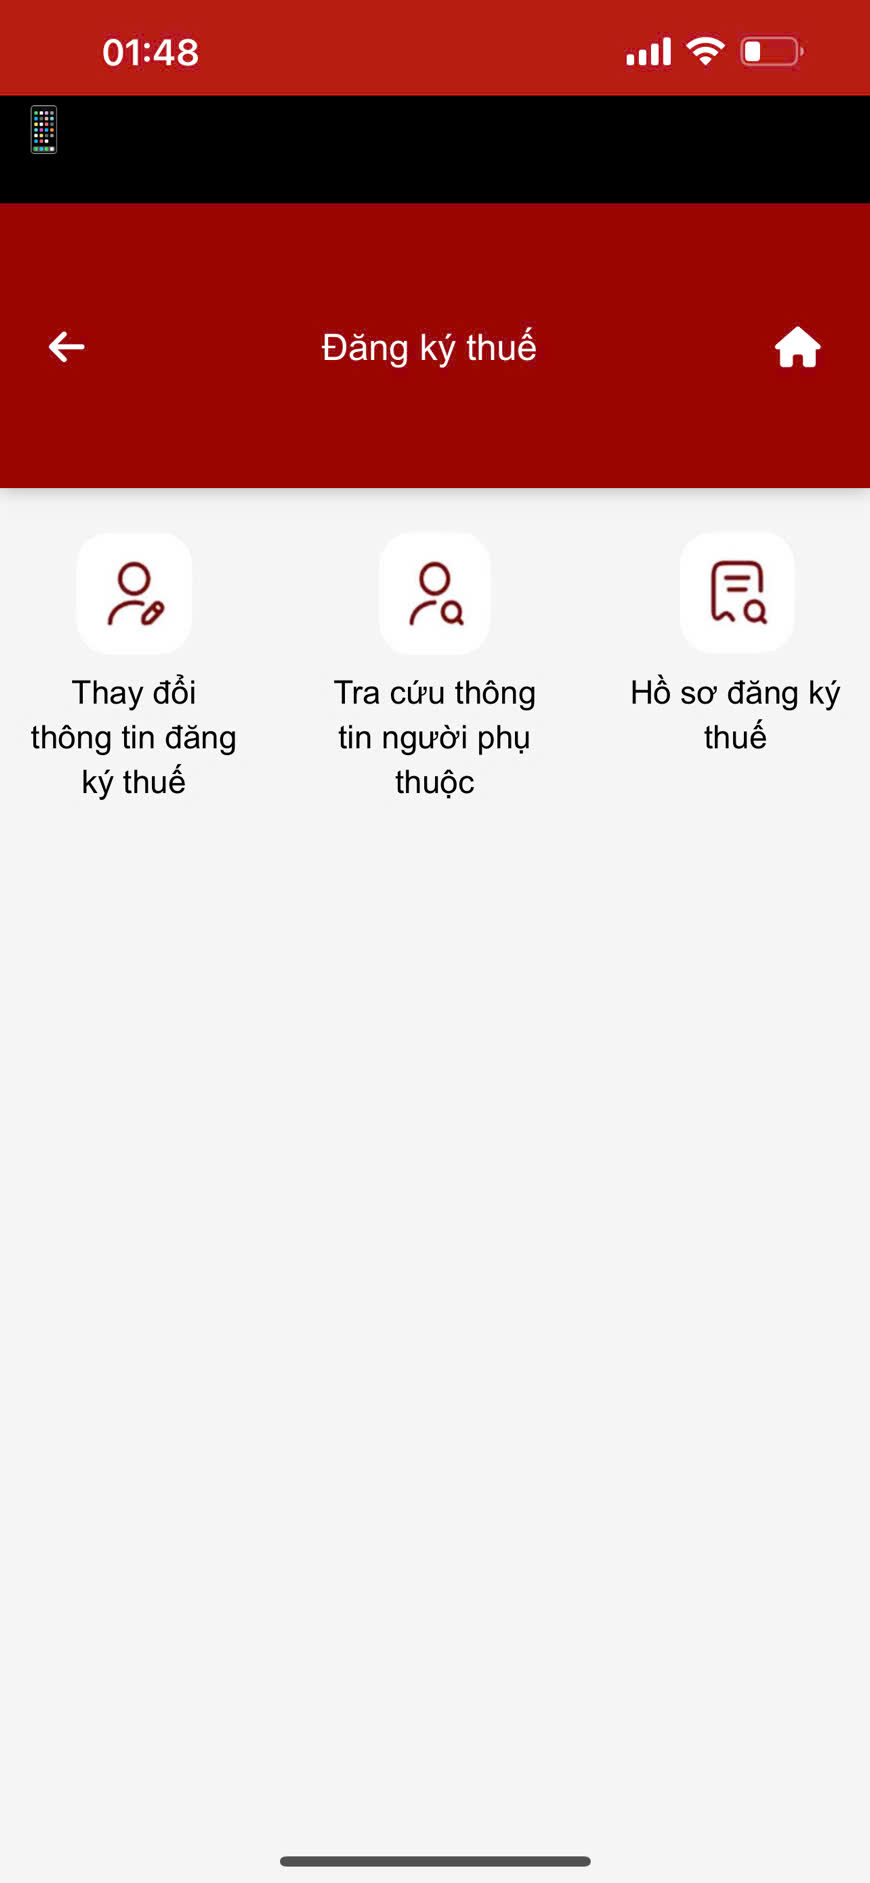 01:48
Đăng ký thuế
Thay đổi
thông tin đăng
ký thuế
Tra cứu thông
tin người phụ
thuộc
Hồ sơ đăng ký
thuế